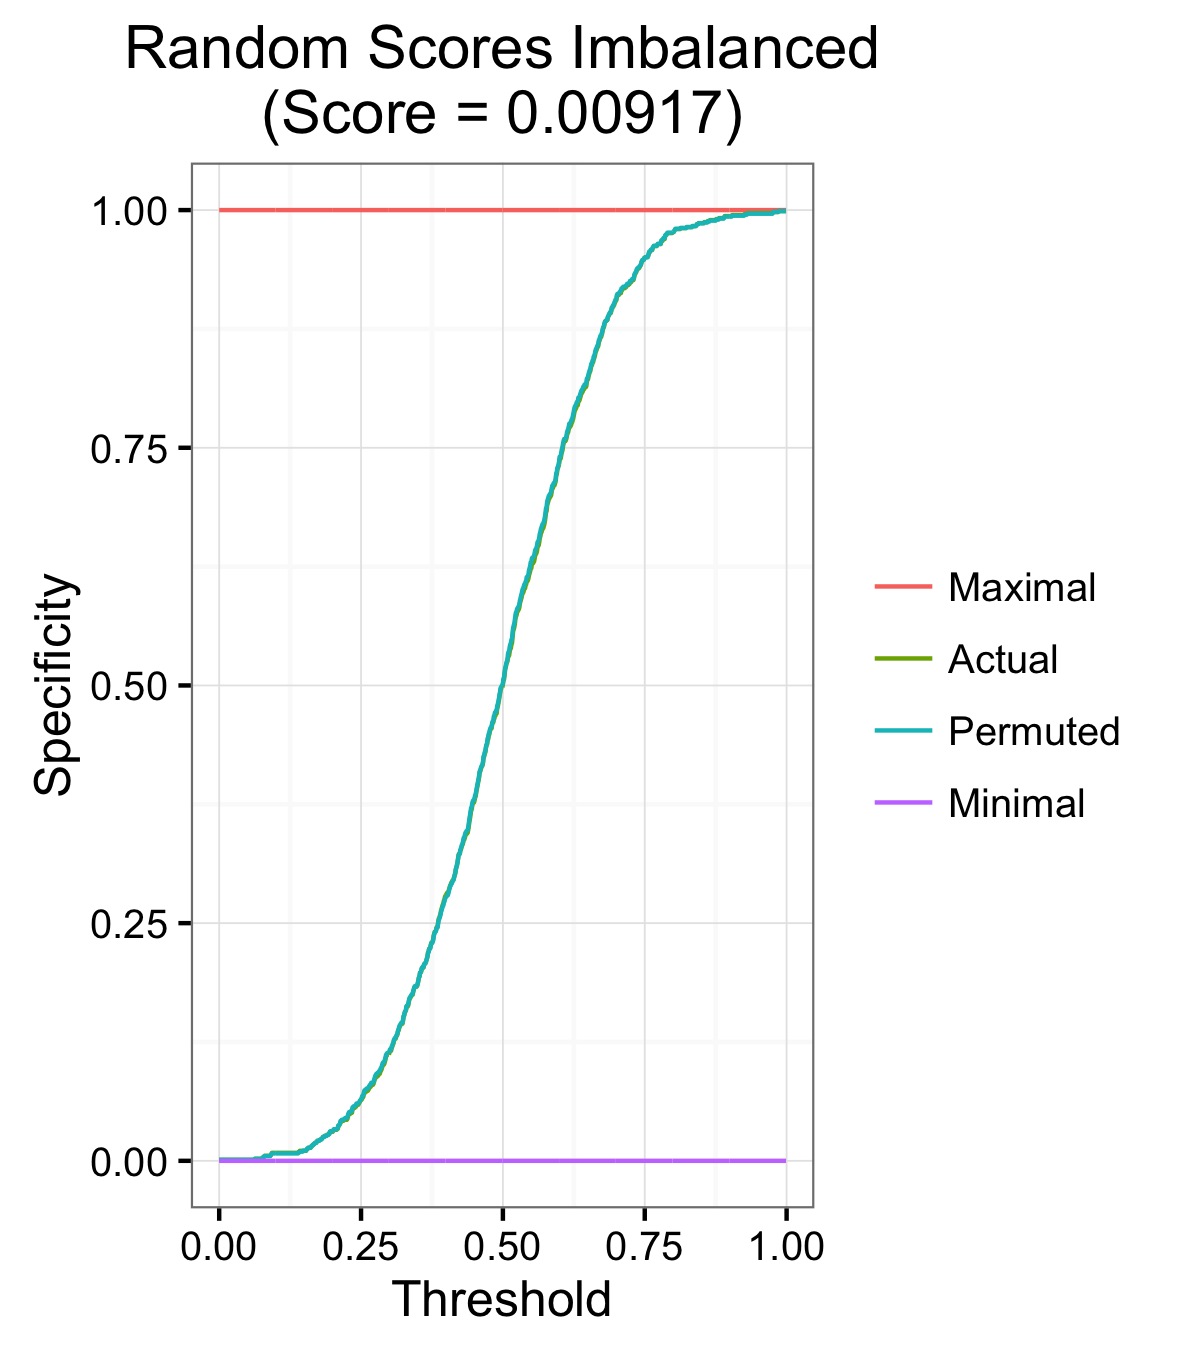 Random Scores Imbalanced
(Score = 0.00917)
1.00
0.75
0.50
0.25
0.00
Specificity
0.00 0.25 0.50 0.75 1.00
Threshold
Maximal
Actual
Permuted
Minimal